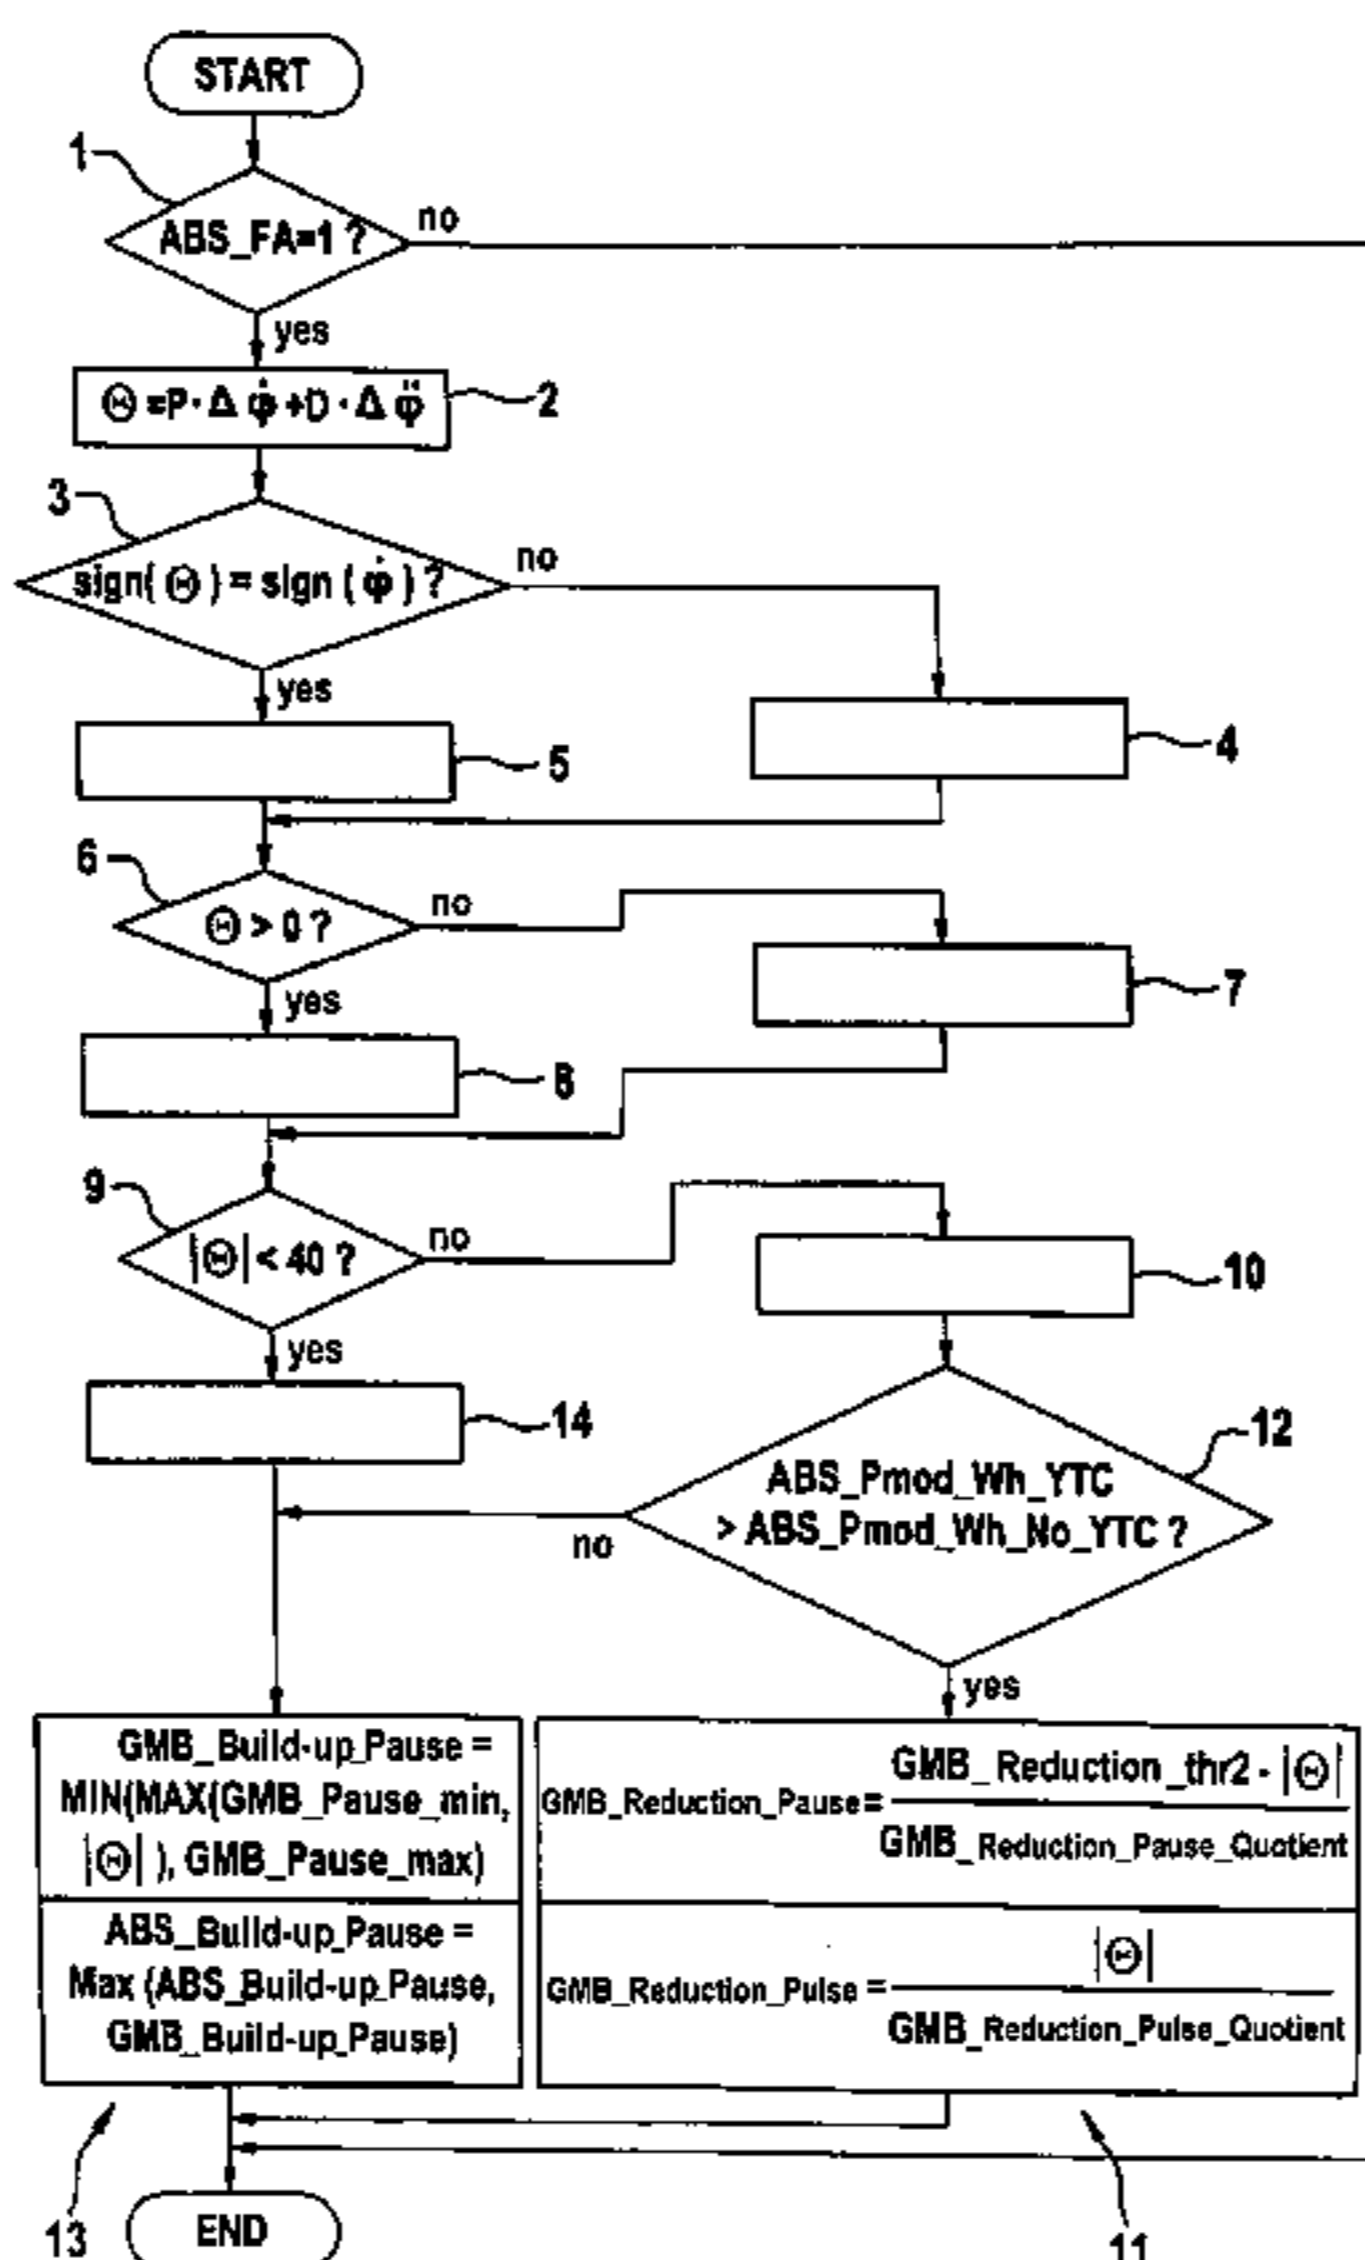 START
1
ABS_FA=1 ?
no
yes
Θ =P· Δ φ̇ +D · Δ φ̈
2
3
sign( Θ ) = sign ( φ̇ ) ?
no
yes
5
4
6
Θ > 0 ?
no
yes
7
8
9
|Θ| < 40 ?
no
yes
10
14
12
ABS_Pmod_Wh_YTC
> ABS_Pmod_Wh_No_YTC ?
no
yes
GMB_Build-up_Pause =
MIN(MAX(GMB_Pause_min,
|Θ| ), GMB_Pause_max)
ABS_Build-up_Pause =
Max (ABS_Build-up_Pause,
GMB_Build-up_Pause)
GMB_Reduction_thr2 - |Θ|
GMB_Reduction_Pause =
GMB_Reduction_Pause_Quotient
|Θ|
GMB_Reduction_Pulse =
GMB_Reduction_Pulse_Quotient
13
END
11